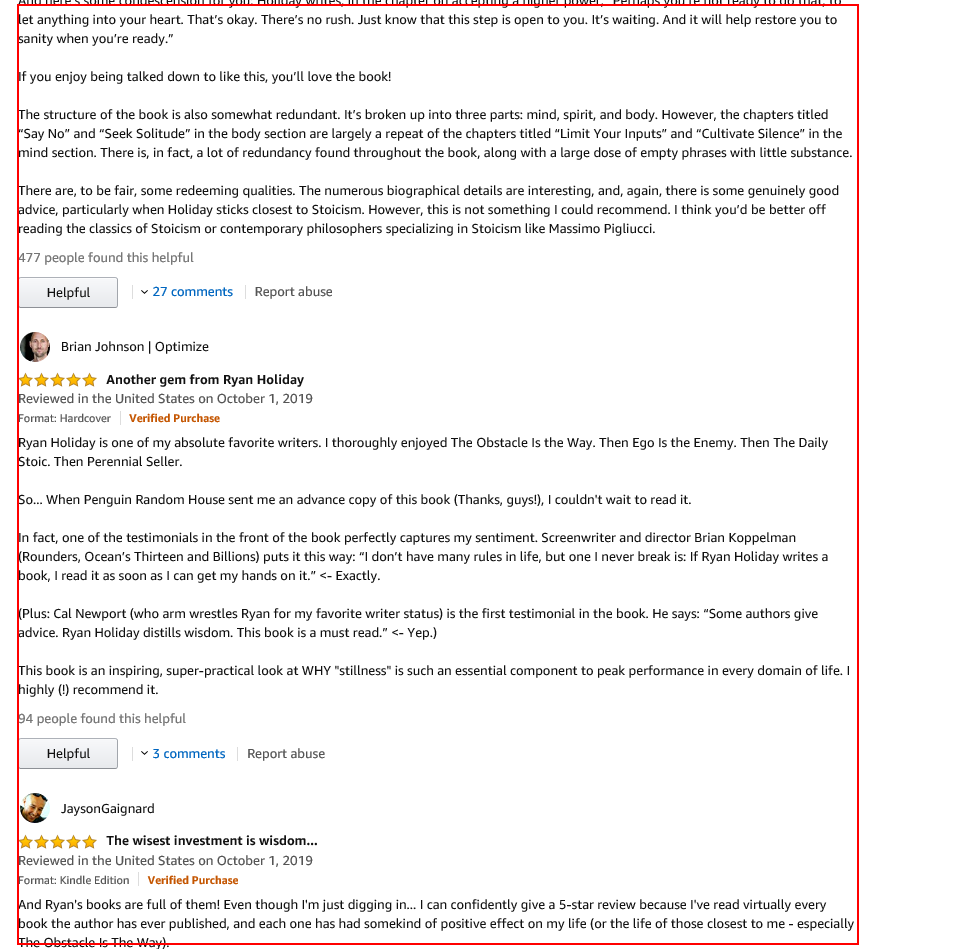 And here's some condescension for you. Holiday writes, in the chapter on accepting a higher power, “Perhaps you’re not ready to do that, to
let anything into your heart. That’s okay. There’s no rush. Just know that this step is open to you. It’s waiting. And it will help restore you to
sanity when you’re ready.”
If you enjoy being talked down to like this, you’ll love the book!
The structure of the book is also somewhat redundant. It’s broken up into three parts: mind, spirit, and body. However, the chapters titled
“Say No” and “Seek Solitude” in the body section are largely a repeat of the chapters titled “Limit Your Inputs” and “Cultivate Silence” in the
mind section. There is, in fact, a lot of redundancy found throughout the book, along with a large dose of empty phrases with little substance.
There are, to be fair, some redeeming qualities. The numerous biographical details are interesting, and, again, there is some genuinely good
advice, particularly when Holiday sticks closest to Stoicism. However, this is not something I could recommend. I think you’d be better off
reading the classics of Stoicism or contemporary philosophers specializing in Stoicism like Massimo Pigliucci.
477 people found this helpful
Helpful 27 comments Report abuse
Brian Johnson | Optimize
Another gem from Ryan Holiday
Reviewed in the United States on October 1, 2019
Format: Hardcover Verified Purchase
Ryan Holiday is one of my absolute favorite writers. I thoroughly enjoyed The Obstacle Is the Way. Then Ego Is the Enemy. Then The Daily
Stoic. Then Perennial Seller.
So... When Penguin Random House sent me an advance copy of this book (Thanks, guys!), I couldn't wait to read it.
In fact, one of the testimonials in the front of the book perfectly captures my sentiment. Screenwriter and director Brian Koppelman
(Rounders, Ocean’s Thirteen and Billions) puts it this way: “I don’t have many rules in life, but one I never break is: If Ryan Holiday writes a
book, I read it as soon as I can get my hands on it.” <- Exactly.
(Plus: Cal Newport (who arm wrestles Ryan for my favorite writer status) is the first testimonial in the book. He says: “Some authors give
advice. Ryan Holiday distills wisdom. This book is a must read.” <- Yep.)
This book is an inspiring, super-practical look at WHY "stillness" is such an essential component to peak performance in every domain of life. I
highly (!) recommend it.
94 people found this helpful
Helpful 3 comments Report abuse
JaysonGaignard
The wisest investment is wisdom...
Reviewed in the United States on October 1, 2019
Format: Kindle Edition Verified Purchase
And Ryan's books are full of them! Even though I'm just digging in... I can confidently give a 5-star review because I've read virtually every
book the author has ever published, and each one has had somekind of positive effect on my life (or the life of those closest to me - especially
The Obstacle Is The Way).